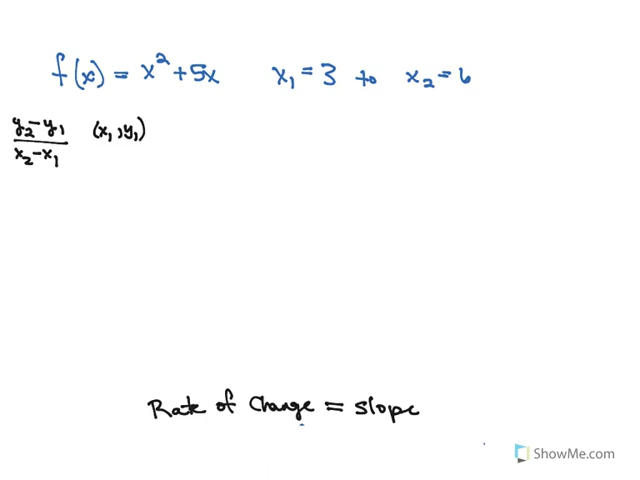 f(x) = x² + 5x x₁ = 3 to x₂ = 6
y₂ - y₁ / x₂ - x₁ (x₁, y₁)
Rate of Change = slope
ShowMe.com